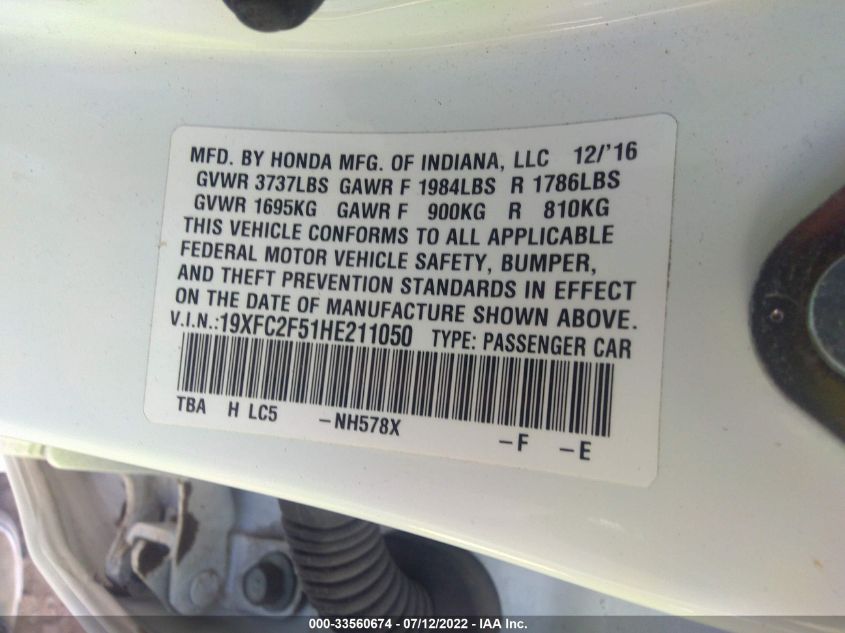 MFD. BY HONDA MFG. OF INDIANA, LLC 12/'16
GVWR 3737LBS GAWR F 1984LBS R 1786LBS
GVWR 1695KG GAWR F 900KG R 810KG
THIS VEHICLE CONFORMS TO ALL APPLICABLE
FEDERAL MOTOR VEHICLE SAFETY, BUMPER,
AND THEFT PREVENTION STANDARDS IN EFFECT
ON THE DATE OF MANUFACTURE SHOWN ABOVE.
V.I.N.:19XFC2F51HE211050 TYPE: PASSENGER CAR
TBA H LC5 -NH578X -F -E
000-33560674 / 07/12/2022 - IAA Inc.